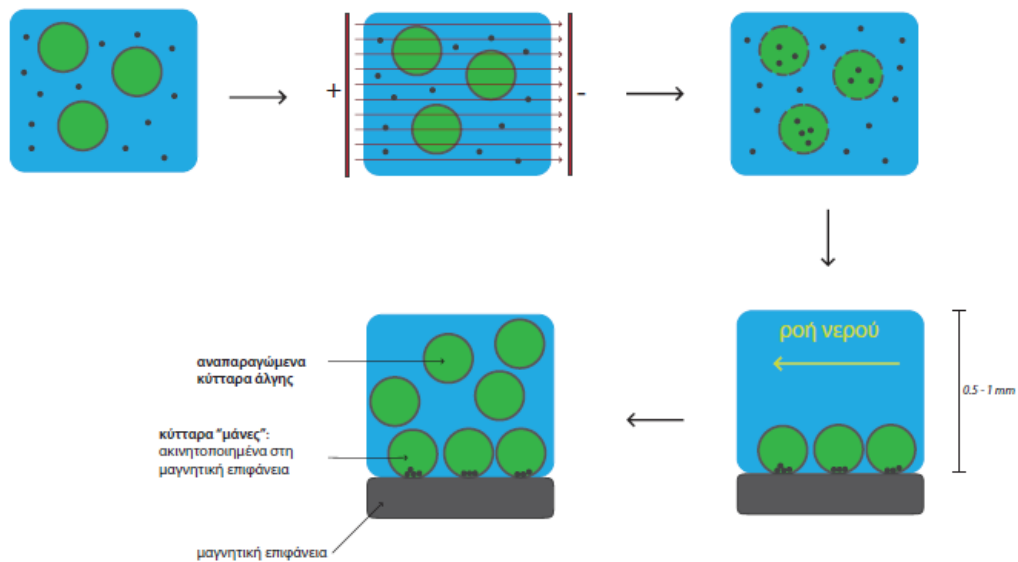 +
-
ροή νερού
0.5 - 1 mm
αναπαραγώμενα
κύτταρα άλγης
κύτταρα “μάνες”:
ακινητοποιημένα στη
μαγνητική επιφάνεια
μαγνητική επιφάνεια